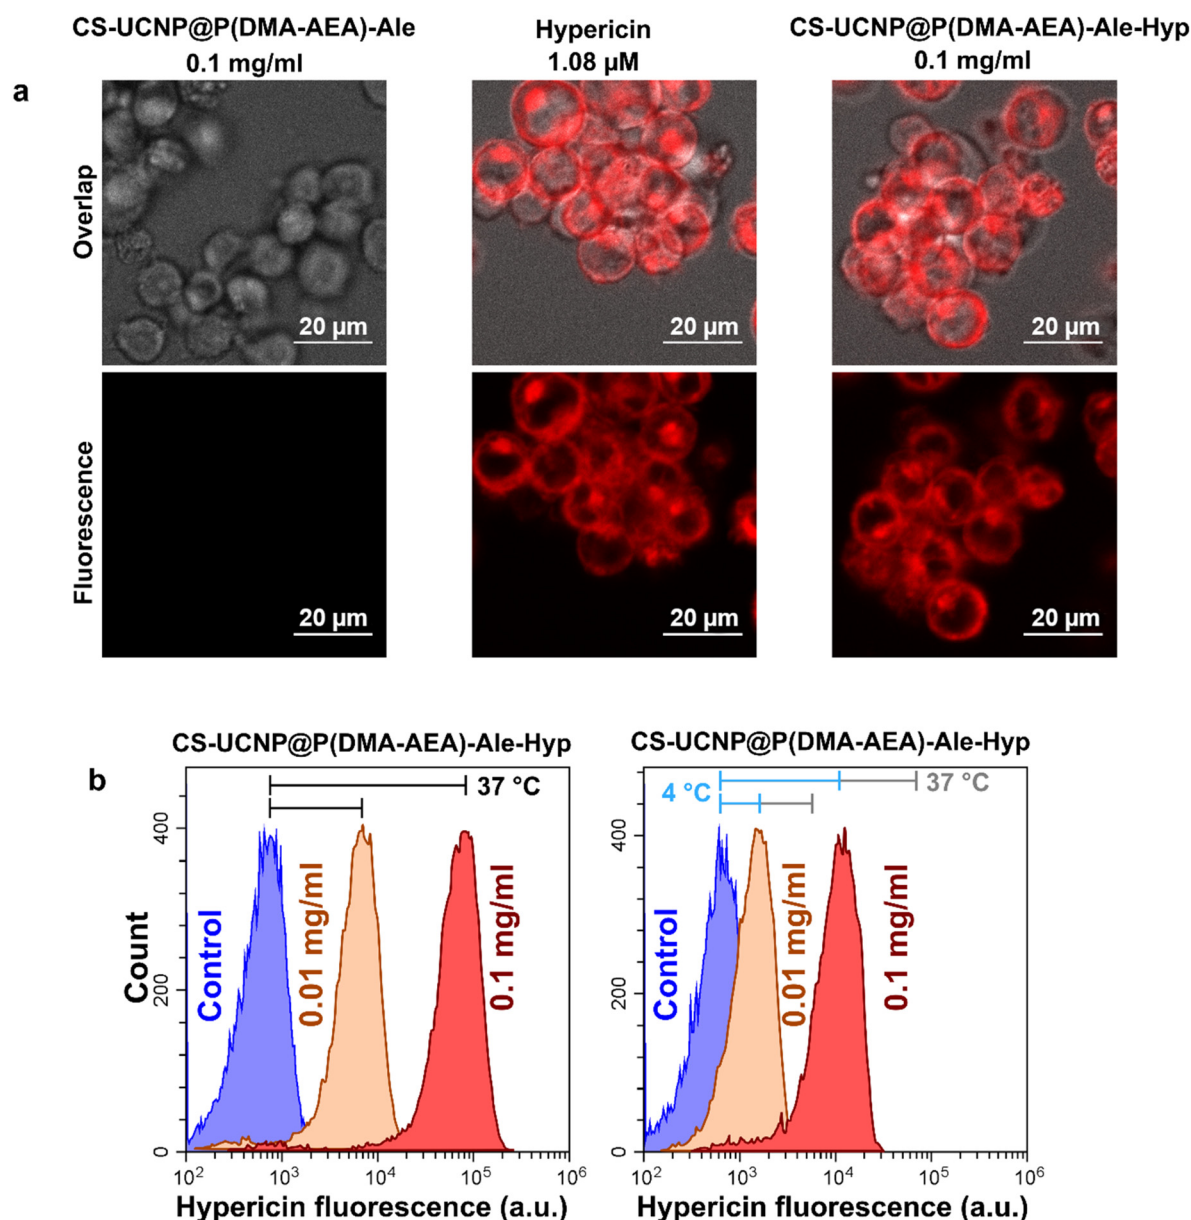 CS-UCNP@P(DMA-AEA)-Ale
0.1 mg/ml
Hypericin
1.08 µM
CS-UCNP@P(DMA-AEA)-Ale-Hyp
0.1 mg/ml
a
Overlap
20 µm
20 µm
20 µm
Fluorescence
20 µm
20 µm
20 µm
b
CS-UCNP@P(DMA-AEA)-Ale-Hyp
37 °C
Count
400
200
0
Control
0.01 mg/ml
0.1 mg/ml
10² 10³ 10⁴ 10⁵ 10⁶
Hypericin fluorescence (a.u.)
CS-UCNP@P(DMA-AEA)-Ale-Hyp
4 °C
37 °C
400
200
0
Control
0.01 mg/ml
0.1 mg/ml
10² 10³ 10⁴ 10⁵ 10⁶
Hypericin fluorescence (a.u.)